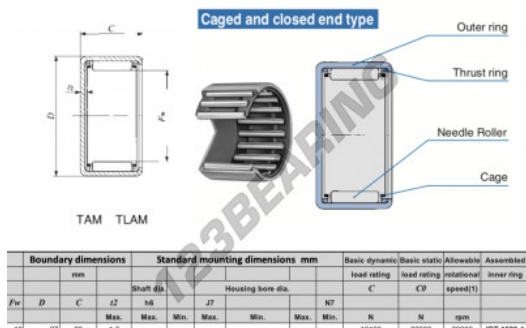 Caged and closed end type
C
t2
D
Fw
TAM TLAM
Outer ring
Thrust ring
Needle Roller
Cage
123BEARING
Boundary dimensions Standard mounting dimensions mm Basic dynamic Basic static Allowable Assembled
mm load rating load rating rotational inner ring
Shaft dia. Housing bore dia. C C0 speed(1)
Fw D C t2 h6 J7 N7
Max. Max. Min. Max. Min. Max. Min. N N rpm